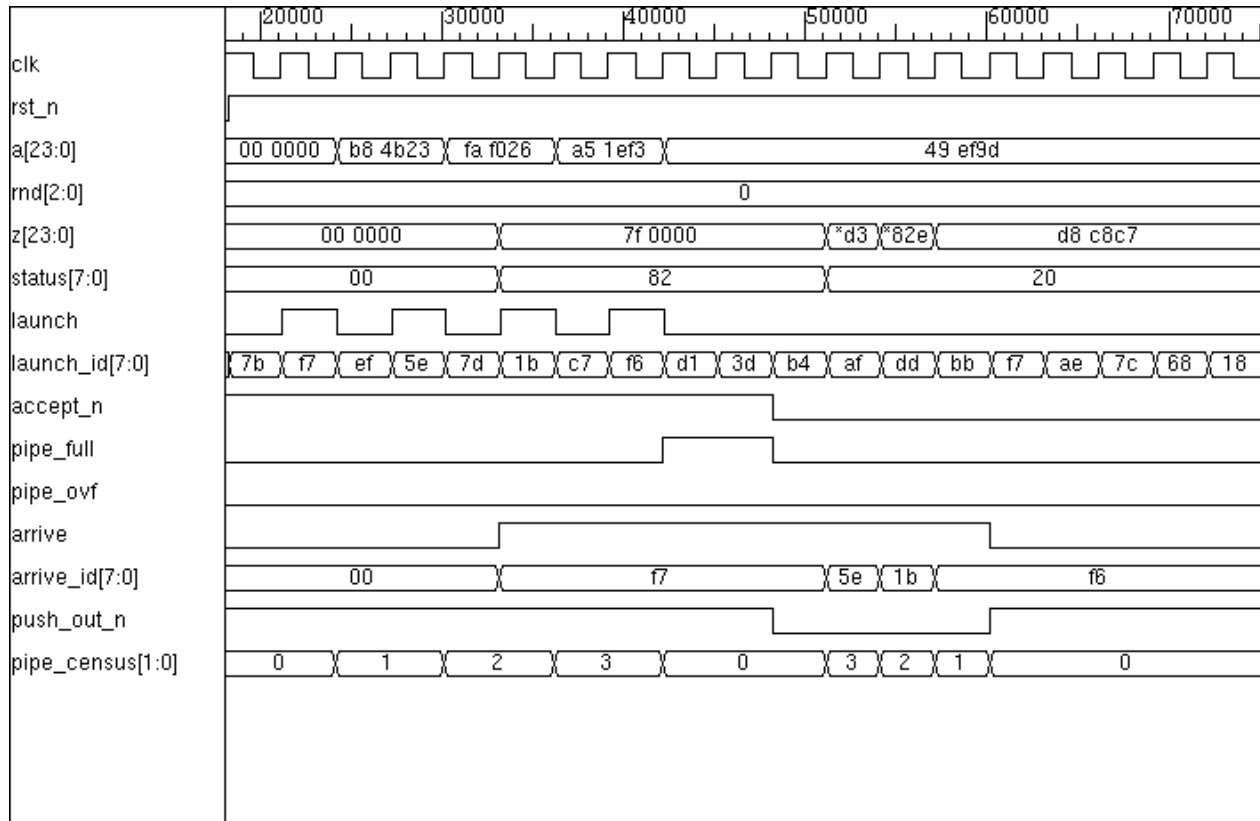 20000 30000 40000 50000 60000 70000
clk
rst_n
a[23:0] 00 0000 b8 4b23 fa f026 a5 1ef3 49 ef9d
rnd[2:0] 0
z[23:0] 00 0000 7f 0000 *d3 *82e d8 c8c7
status[7:0] 00 82 20
launch
launch_id[7:0] 7b f7 ef 5e 7d 1b c7 f6 d1 3d b4 af dd bb f7 ae 7c 68 18
accept_n
pipe_full
pipe_ovf
arrive
arrive_id[7:0] 00 f7 5e 1b f6
push_out_n
pipe_census[1:0] 0 1 2 3 0 3 2 1 0